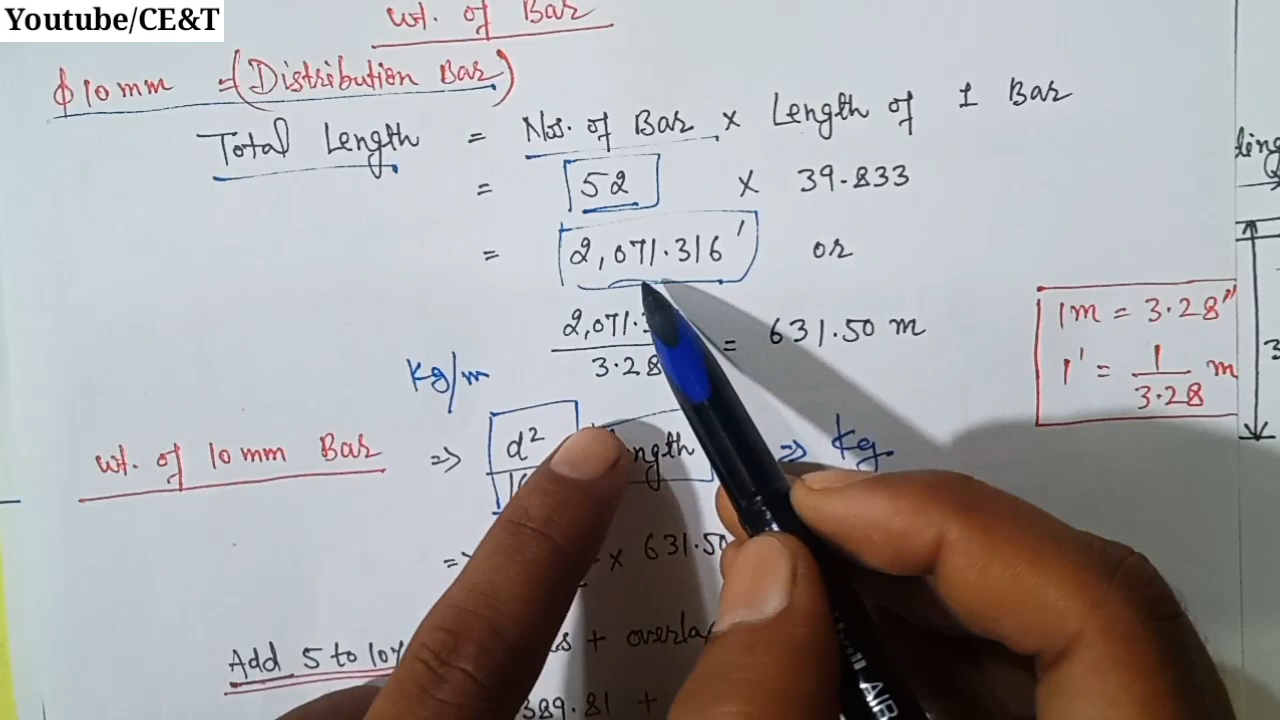 Youtube/CE&T
Wt. of Bar
ϕ10mm = (Distribution Bar)
Total Length = Nos. of Bar × Length of 1 Bar
= 52 × 39.833
= 2,071.316' or
2,071.
3.28
= 631.50 m
1m = 3.28"
1' = 1/3.28 m
Kg/m
wt. of 10mm Bar ⇒ d²
⇒ Kg
× 631.50
Add 5 to 10%
+
389.81 +